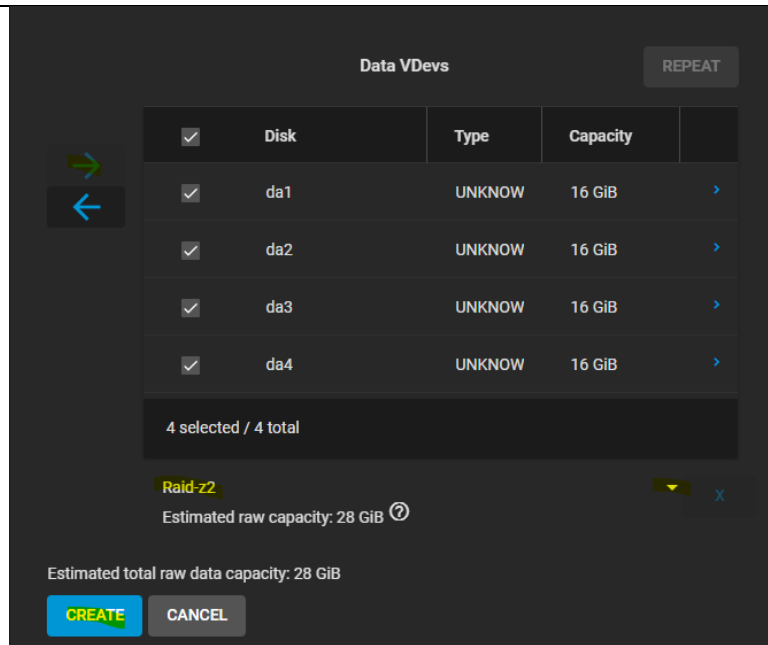 Data VDevs REPEAT
Disk Type Capacity
da1 UNKNOW 16 GiB
da2 UNKNOW 16 GiB
da3 UNKNOW 16 GiB
da4 UNKNOW 16 GiB
4 selected / 4 total
Raid-z2 X
Estimated raw capacity: 28 GiB ?
Estimated total raw data capacity: 28 GiB
CREATE CANCEL